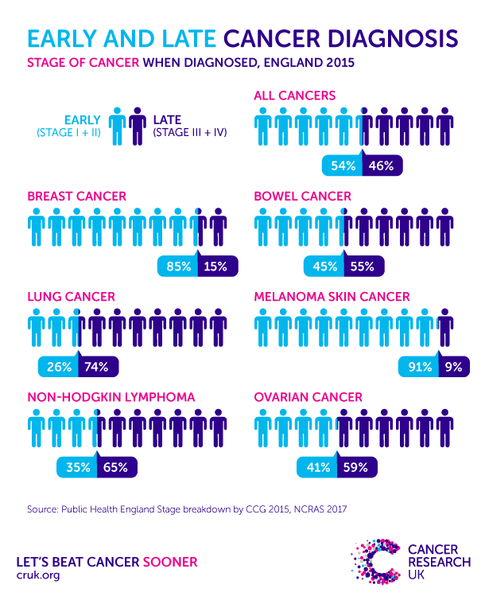 EARLY AND LATE CANCER DIAGNOSIS
STAGE OF CANCER WHEN DIAGNOSED, ENGLAND 2015
EARLY
(STAGE I + II)
LATE
(STAGE III + IV)
ALL CANCERS
54% 46%
BREAST CANCER
85% 15%
BOWEL CANCER
45% 55%
LUNG CANCER
26% 74%
MELANOMA SKIN CANCER
91% 9%
NON-HODGKIN LYMPHOMA
35% 65%
OVARIAN CANCER
41% 59%
Source: Public Health England Stage breakdown by CCG 2015, NCRAS 2017
LET'S BEAT CANCER SOONER
cruk.org
CANCER
RESEARCH
UK